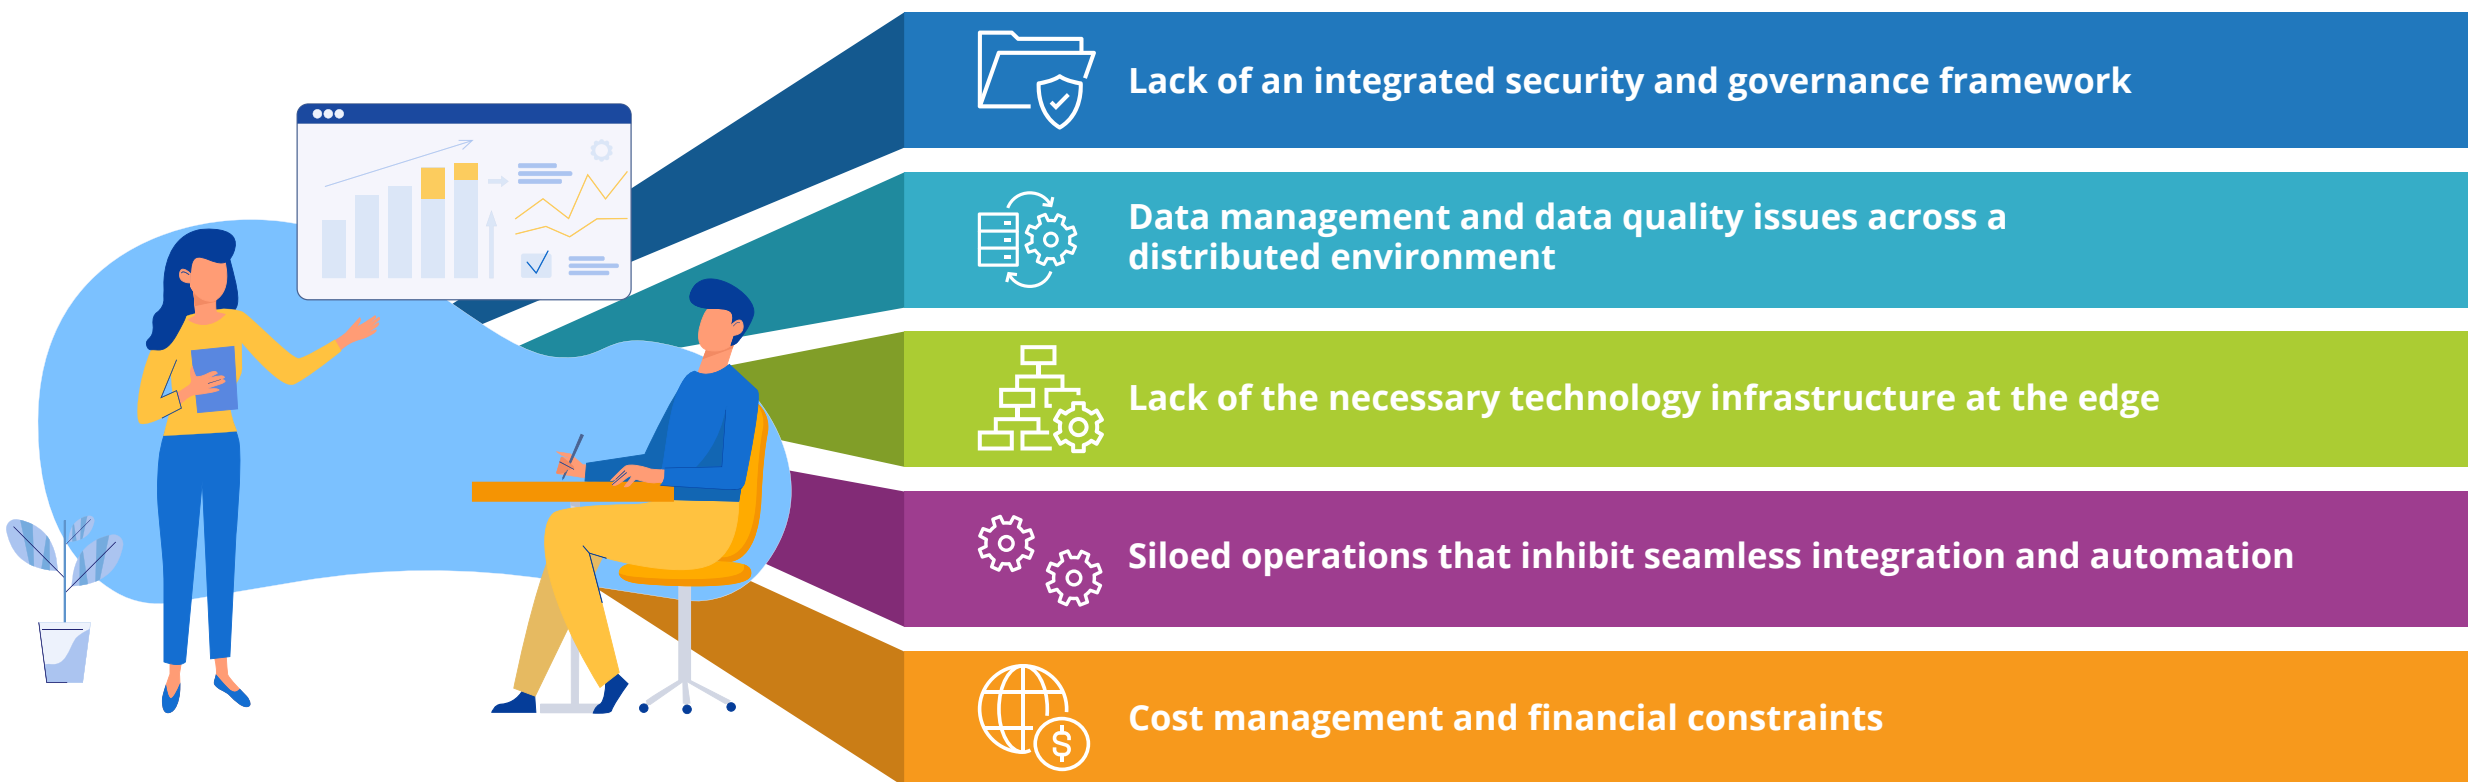 Lack of an integrated security and governance framework
Data management and data quality issues across a
distributed environment
Lack of the necessary technology infrastructure at the edge
Siloed operations that inhibit seamless integration and automation
$
Cost management and financial constraints